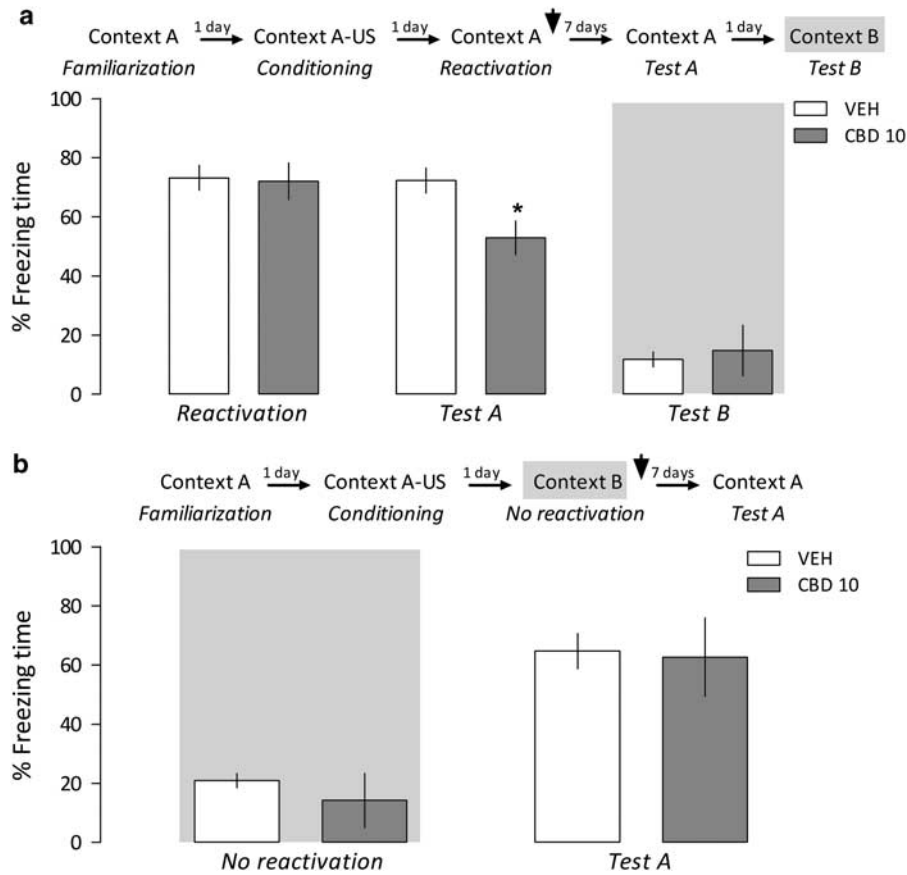 a
Context A 1 day Context A-US 1 day Context A 7 days Context A 1 day Context B
Familiarization Conditioning Reactivation Test A Test B
% Freezing time
100
80
60
40
20
0
VEH
CBD 10
*
Reactivation Test A Test B
b
Context A 1 day Context A-US 1 day Context B 7 days Context A
Familiarization Conditioning No reactivation Test A
% Freezing time
100
80
60
40
20
0
VEH
CBD 10
No reactivation Test A